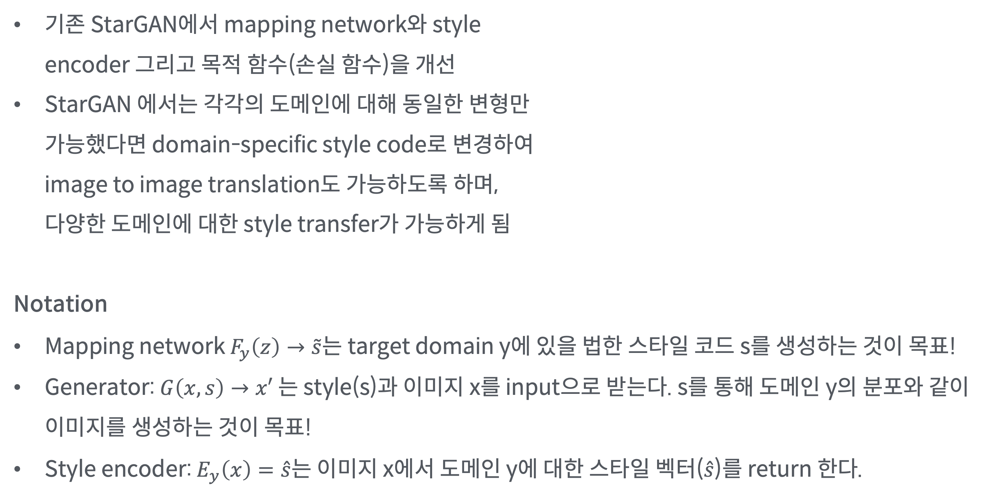 • 기존 StarGAN에서 mapping network와 style
encoder 그리고 목적 함수(손실 함수)을 개선
• StarGAN 에서는 각각의 도메인에 대해 동일한 변형만
가능했다면 domain-specific style code로 변경하여
image to image translation도 가능하도록 하며,
다양한 도메인에 대한 style transfer가 가능하게 됨
Notation
• Mapping network F_y(z) → s̃는 target domain y에 있을 법한 스타일 코드 s를 생성하는 것이 목표!
• Generator: G(x, s) → x′ 는 style(s)과 이미지 x를 input으로 받는다. s를 통해 도메인 y의 분포와 같이
이미지를 생성하는 것이 목표!
• Style encoder: E_y(x) = ŝ는 이미지 x에서 도메인 y에 대한 스타일 벡터(ŝ)를 return 한다.